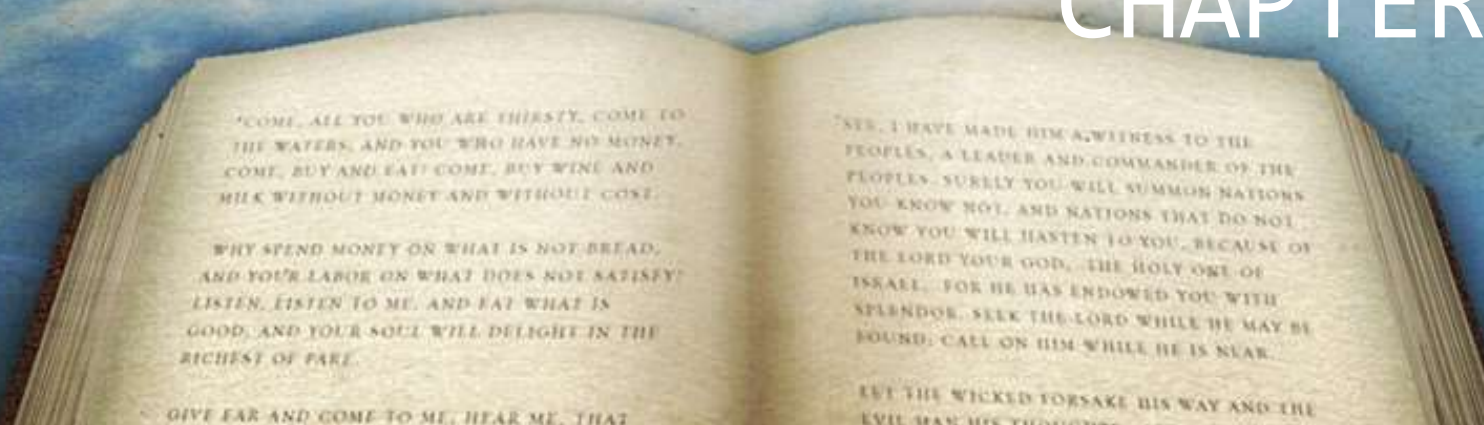 CHAPTER
"COME, ALL YOU WHO ARE THIRSTY, COME TO
THE WATERS, AND YOU WHO HAVE NO MONEY,
COME, BUY AND EAT! COME, BUY WINE AND
MILK WITHOUT MONEY AND WITHOUT COST.
WHY SPEND MONEY ON WHAT IS NOT BREAD,
AND YOUR LABOR ON WHAT DOES NOT SATISFY?
LISTEN, LISTEN TO ME, AND EAT WHAT IS
GOOD, AND YOUR SOUL WILL DELIGHT IN THE
RICHEST OF FARE.
GIVE EAR AND COME TO ME, HEAR ME, THAT
"SEE, I HAVE MADE HIM A WITNESS TO THE
PEOPLES, A LEADER AND COMMANDER OF THE
PEOPLES. SURELY YOU WILL SUMMON NATIONS
YOU KNOW NOT, AND NATIONS THAT DO NOT
KNOW YOU WILL HASTEN TO YOU, BECAUSE OF
THE LORD YOUR GOD, THE HOLY ONE OF
ISRAEL, FOR HE HAS ENDOWED YOU WITH
SPLENDOR. SEEK THE LORD WHILE HE MAY BE
FOUND; CALL ON HIM WHILE HE IS NEAR.
LET THE WICKED FORSAKE HIS WAY AND THE
EVIL MAN HIS THOUGHTS